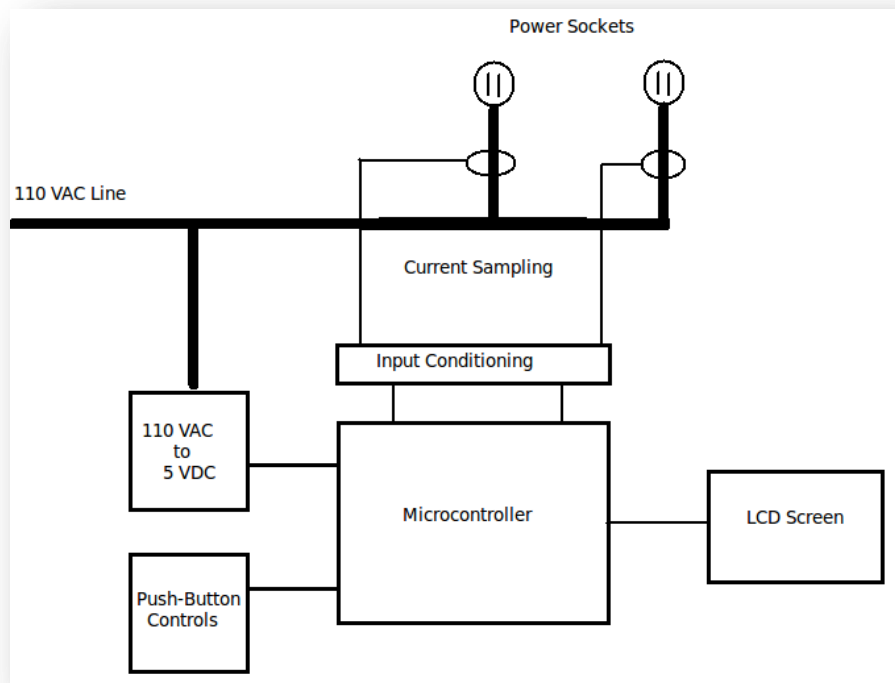 Power Sockets
110 VAC Line
Current Sampling
Input Conditioning
110 VAC
to
5 VDC
Microcontroller
LCD Screen
Push-Button
Controls